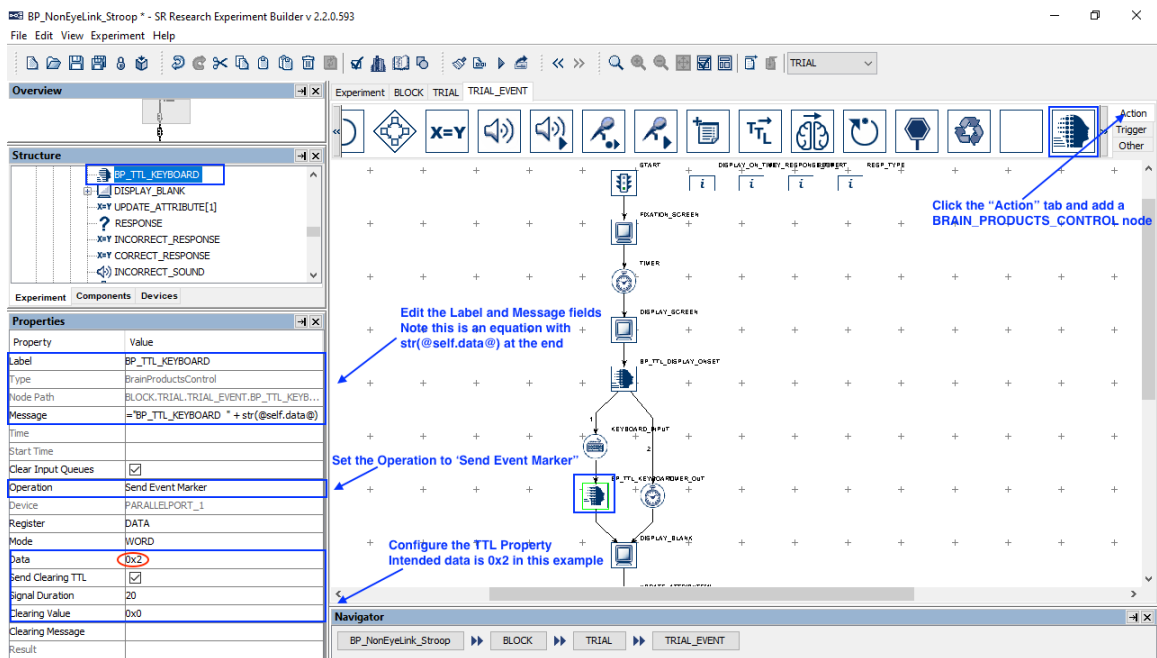 BP_NonEyeLink_Stroop * - SR Research Experiment Builder v 2.2.0.593
File Edit View Experiment Help
TRIAL
Overview
Experiment BLOCK TRIAL TRIAL_EVENT
X=Y
TTL
Action
Trigger
Other
Structure
BP_TTL_KEYBOARD
DISPLAY_BLANK
X=Y UPDATE_ATTRIBUTE[1]
RESPONSE
X=Y INCORRECT_RESPONSE
X=Y CORRECT_RESPONSE
INCORRECT_SOUND
Experiment Components Devices
START
RESP_TYPE
FIXATION_SCREEN
TIMER
DISPLAY_SCREEN
BP_TTL_DISPLAY_ONSET
1
KEYBOARD_INPUT
2
DISPLAY_BLANK
Click the “Action” tab and add a
BRAIN_PRODUCTS_CONTROL node
Edit the Label and Message fields
Note this is an equation with
str(@self.data@) at the end
Set the Operation to ‘Send Event Marker”
Configure the TTL Property
Intended data is 0x2 in this example
Properties
Property Value
Label BP_TTL_KEYBOARD
Type BrainProductsControl
Node Path BLOCK.TRIAL.TRIAL_EVENT.BP_TTL_KEYB...
Message ="BP_TTL_KEYBOARD " + str(@self.data@)
Time
Start Time
Clear Input Queues
Operation Send Event Marker
Device PARALLELPORT_1
Register DATA
Mode WORD
Data 0x2
Send Clearing TTL
Signal Duration 20
Clearing Value 0x0
Clearing Message
Result
Navigator
BP_NonEyeLink_Stroop BLOCK TRIAL TRIAL_EVENT